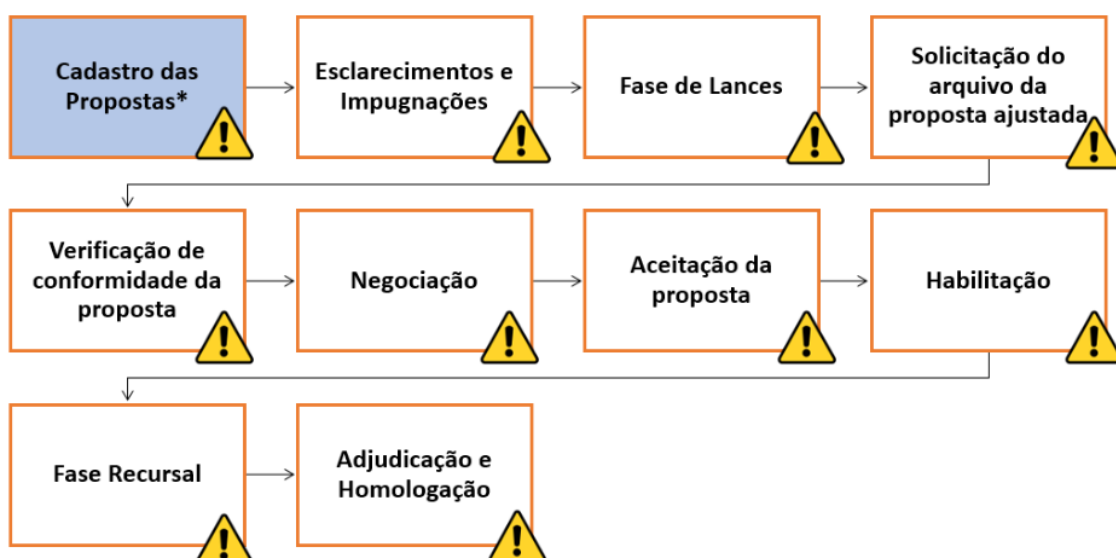 Cadastro das
Propostas*
Esclarecimentos e
Impugnações
Fase de Lances
Solicitação do
arquivo da
proposta ajustada
Verificação de
conformidade da
proposta
Negociação
Aceitação da
proposta
Habilitação
Fase Recursal
Adjudicação e
Homologação